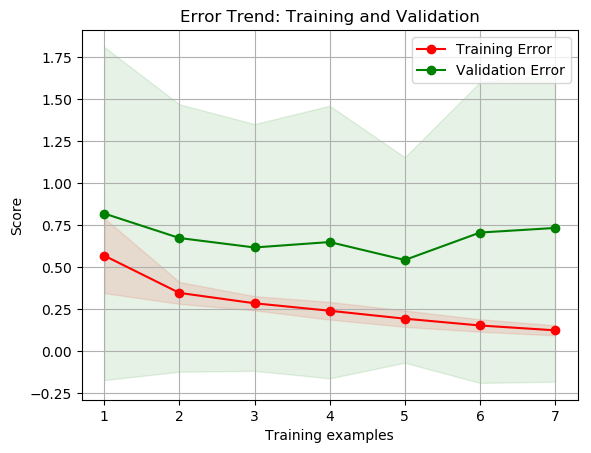 Error Trend: Training and Validation
Training Error
Validation Error
1.75
1.50
1.25
1.00
0.75
0.50
0.25
0.00
−0.25
Score
1 2 3 4 5 6 7
Training examples